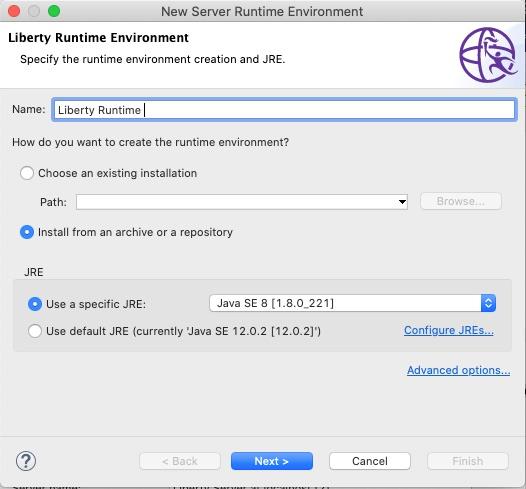 New Server Runtime Environment
Liberty Runtime Environment
Specify the runtime environment creation and JRE.
Name: Liberty Runtime
How do you want to create the runtime environment?
Choose an existing installation
Path: Browse...
Install from an archive or a repository
JRE
Use a specific JRE: Java SE 8 [1.8.0_221]
Use default JRE (currently 'Java SE 12.0.2 [12.0.2]') Configure JREs...
Advanced options...
? < Back Next > Cancel Finish